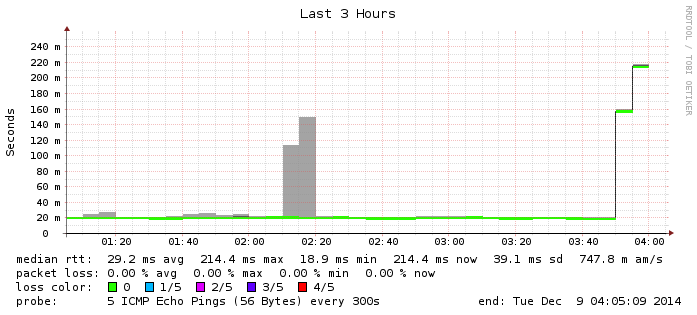 Last 3 Hours
RRDTOOL / TOBI OETIKER
Seconds
240 m
220 m
200 m
180 m
160 m
140 m
120 m
100 m
80 m
60 m
40 m
20 m
0
01:20 01:40 02:00 02:20 02:40 03:00 03:20 03:40 04:00
median rtt: 29.2 ms avg 214.4 ms max 18.9 ms min 214.4 ms now 39.1 ms sd 747.8 m am/s
packet loss: 0.00 % avg 0.00 % max 0.00 % min 0.00 % now
loss color: 0 1/5 2/5 3/5 4/5
probe: 5 ICMP Echo Pings (56 Bytes) every 300s end: Tue Dec 9 04:05:09 2014